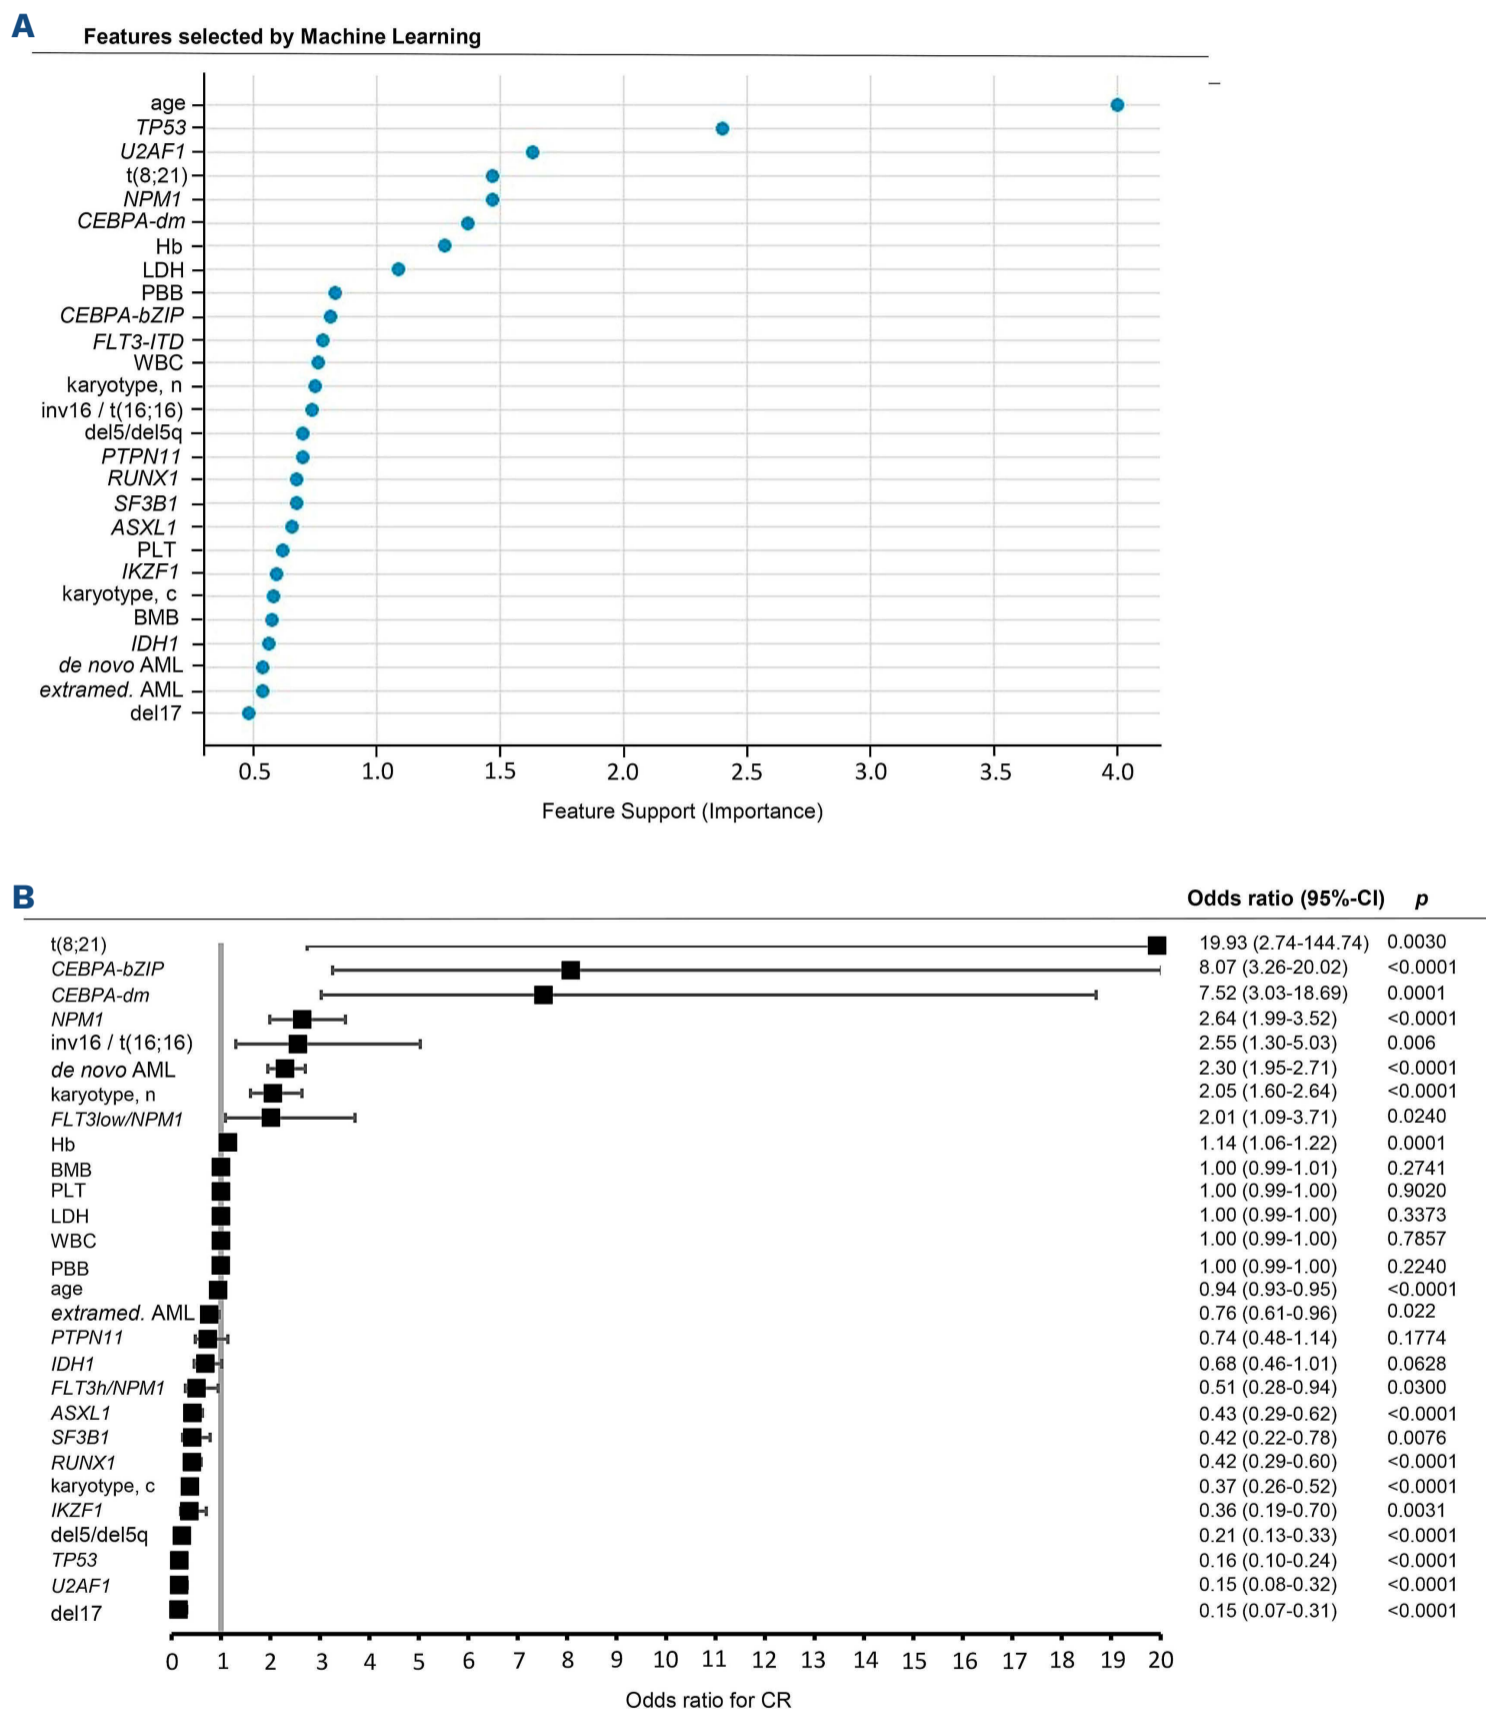 A
Features selected by Machine Learning
age
TP53
U2AF1
t(8;21)
NPM1
CEBPA-dm
Hb
LDH
PBB
CEBPA-bZIP
FLT3-ITD
WBC
karyotype, n
inv16 / t(16;16)
del5/del5q
PTPN11
RUNX1
SF3B1
ASXL1
PLT
IKZF1
karyotype, c
BMB
IDH1
de novo AML
extramed. AML
del17
0.5 1.0 1.5 2.0 2.5 3.0 3.5 4.0
Feature Support (Importance)
B
Odds ratio (95%-CI) p
t(8;21) 19.93 (2.74-144.74) 0.0030
CEBPA-bZIP 8.07 (3.26-20.02) <0.0001
CEBPA-dm 7.52 (3.03-18.69) 0.0001
NPM1 2.64 (1.99-3.52) <0.0001
inv16 / t(16;16) 2.55 (1.30-5.03) 0.006
de novo AML 2.30 (1.95-2.71) <0.0001
karyotype, n 2.05 (1.60-2.64) <0.0001
FLT3low/NPM1 2.01 (1.09-3.71) 0.0240
Hb 1.14 (1.06-1.22) 0.0001
BMB 1.00 (0.99-1.01) 0.2741
PLT 1.00 (0.99-1.00) 0.9020
LDH 1.00 (0.99-1.00) 0.3373
WBC 1.00 (0.99-1.00) 0.7857
PBB 1.00 (0.99-1.00) 0.2240
age 0.94 (0.93-0.95) <0.0001
extramed. AML 0.76 (0.61-0.96) 0.022
PTPN11 0.74 (0.48-1.14) 0.1774
IDH1 0.68 (0.46-1.01) 0.0628
FLT3h/NPM1 0.51 (0.28-0.94) 0.0300
ASXL1 0.43 (0.29-0.62) <0.0001
SF3B1 0.42 (0.22-0.78) 0.0076
RUNX1 0.42 (0.29-0.60) <0.0001
karyotype, c 0.37 (0.26-0.52) <0.0001
IKZF1 0.36 (0.19-0.70) 0.0031
del5/del5q 0.21 (0.13-0.33) <0.0001
TP53 0.16 (0.10-0.24) <0.0001
U2AF1 0.15 (0.08-0.32) <0.0001
del17 0.15 (0.07-0.31) <0.0001
0 1 2 3 4 5 6 7 8 9 10 11 12 13 14 15 16 17 18 19 20
Odds ratio for CR